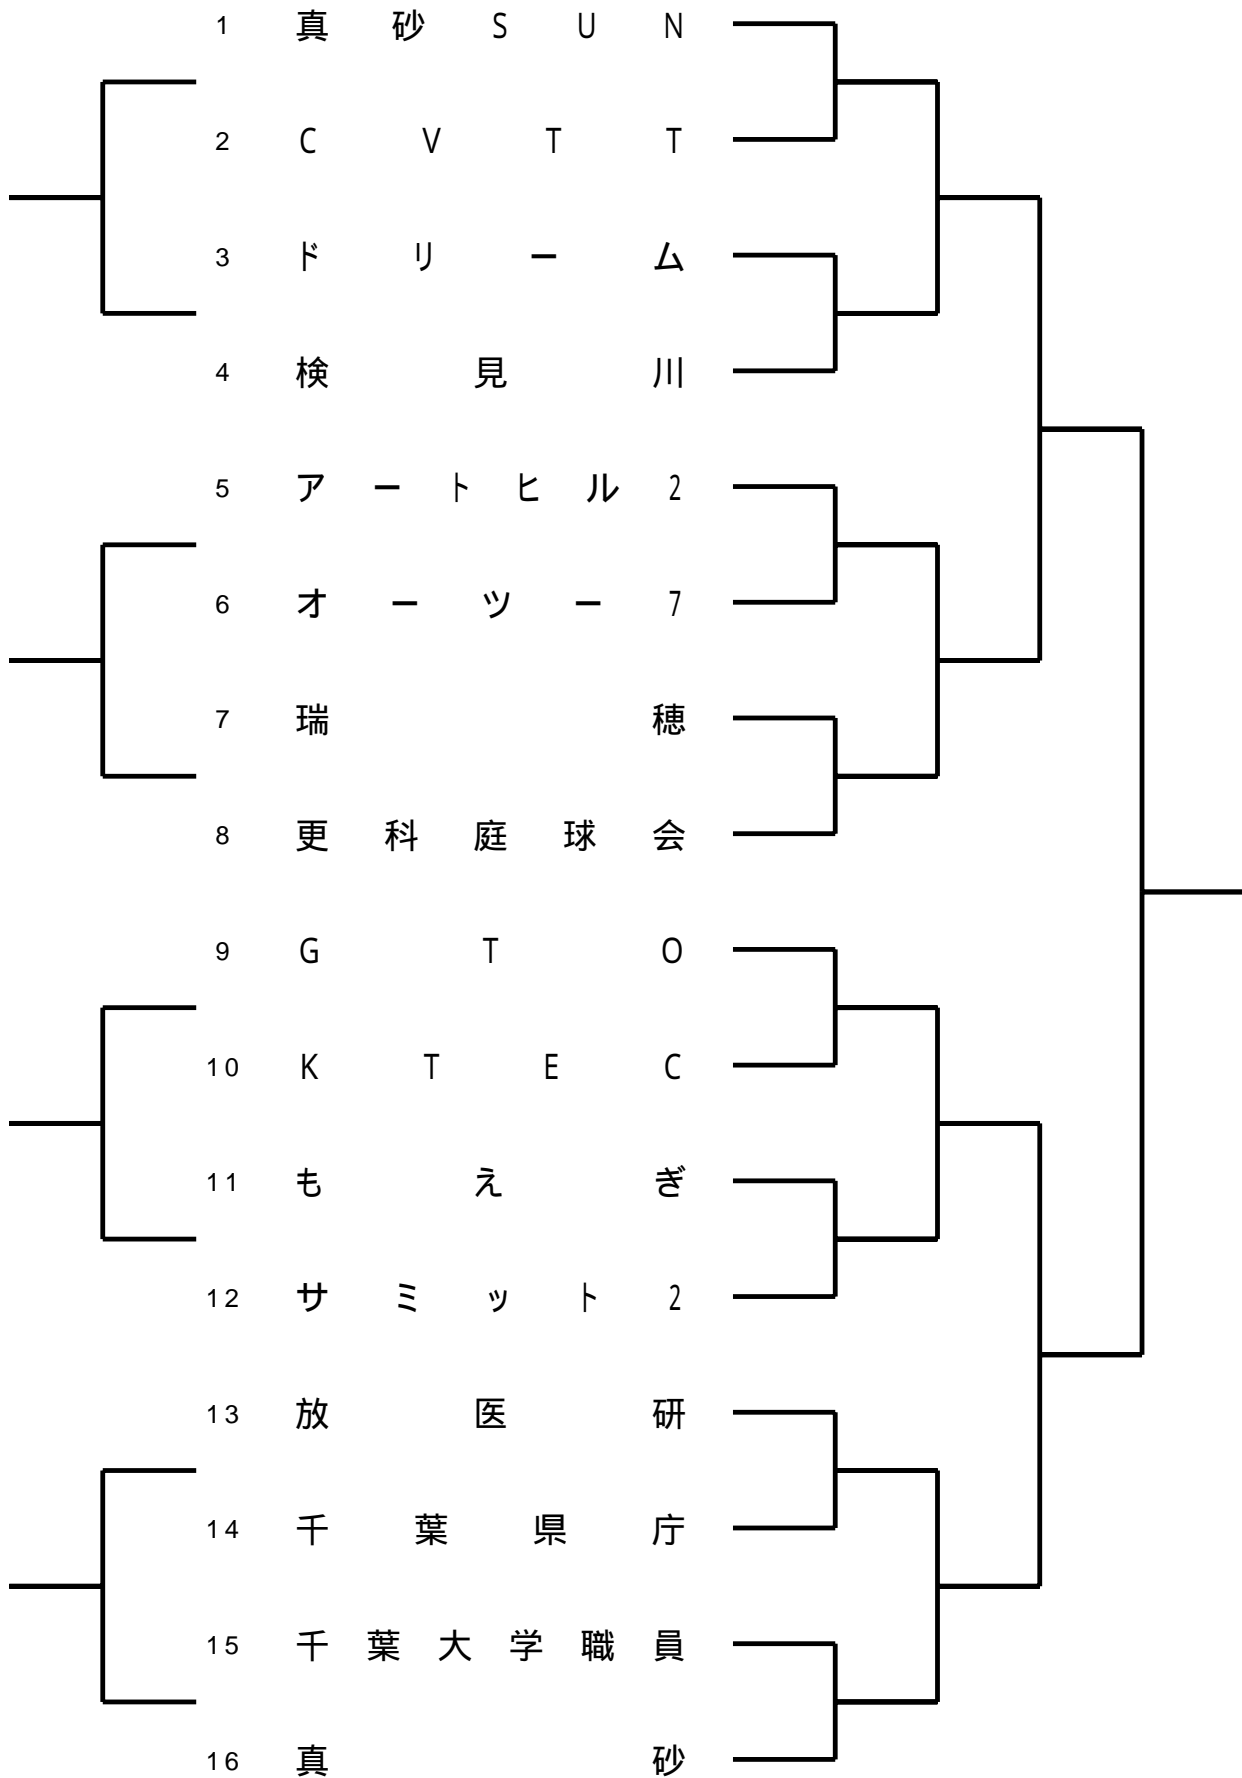 1 真砂SUN
2 CVTT
3 ドリーム
4 検見川
5 アートヒル2
6 オーツー7
7 瑞穂
8 更科庭球会
9 GTO
10 KTEC
11 もえぎ
12 サミット2
13 放医研
14 千葉県庁
15 千葉大学職員
16 真砂